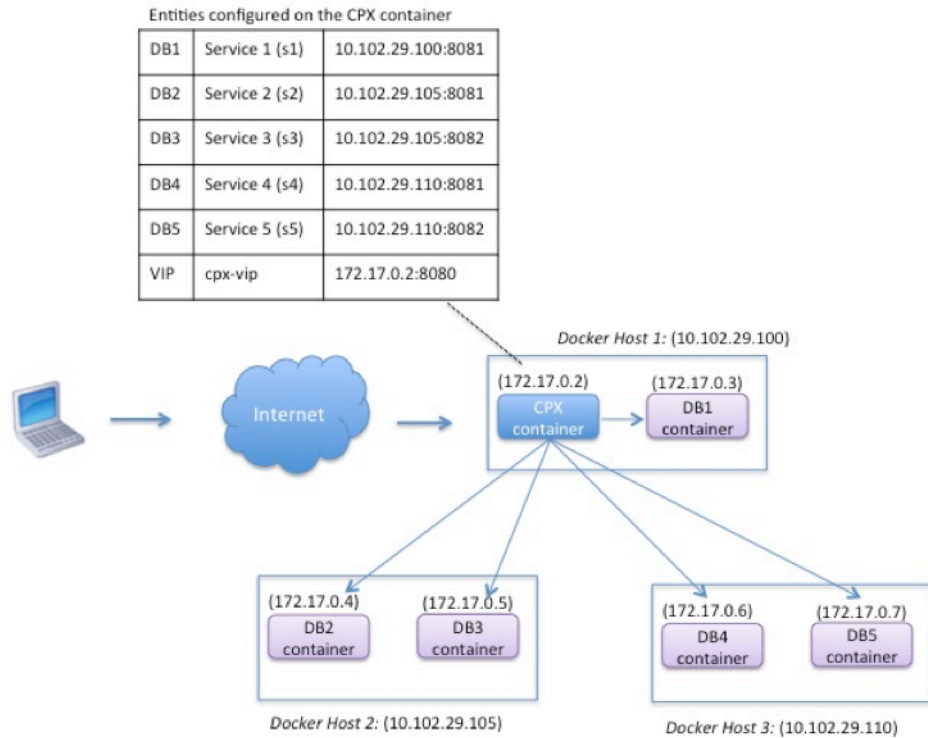 Entities configured on the CPX container
DB1 Service 1 (s1) 10.102.29.100:8081
DB2 Service 2 (s2) 10.102.29.105:8081
DB3 Service 3 (s3) 10.102.29.105:8082
DB4 Service 4 (s4) 10.102.29.110:8081
DB5 Service 5 (s5) 10.102.29.110:8082
VIP cpx-vip 172.17.0.2:8080
Docker Host 1: (10.102.29.100)
(172.17.0.2) (172.17.0.3)
CPX
container
DB1
container
Internet
(172.17.0.4) (172.17.0.5)
DB2
container
DB3
container
(172.17.0.6) (172.17.0.7)
DB4
container
DB5
container
Docker Host 2: (10.102.29.105)
Docker Host 3: (10.102.29.110)